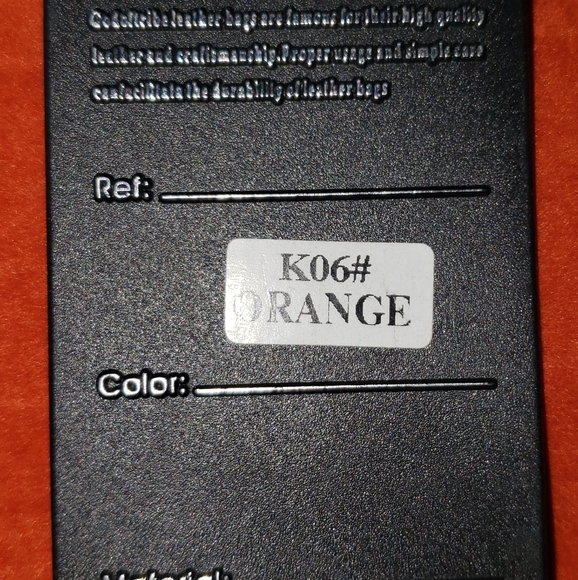 leather bags are famous for their high quality
leather and craftsmanship.Proper usage and simple care
the durability of leather bags
Ref:
K06#
ORANGE
Color:
Material: